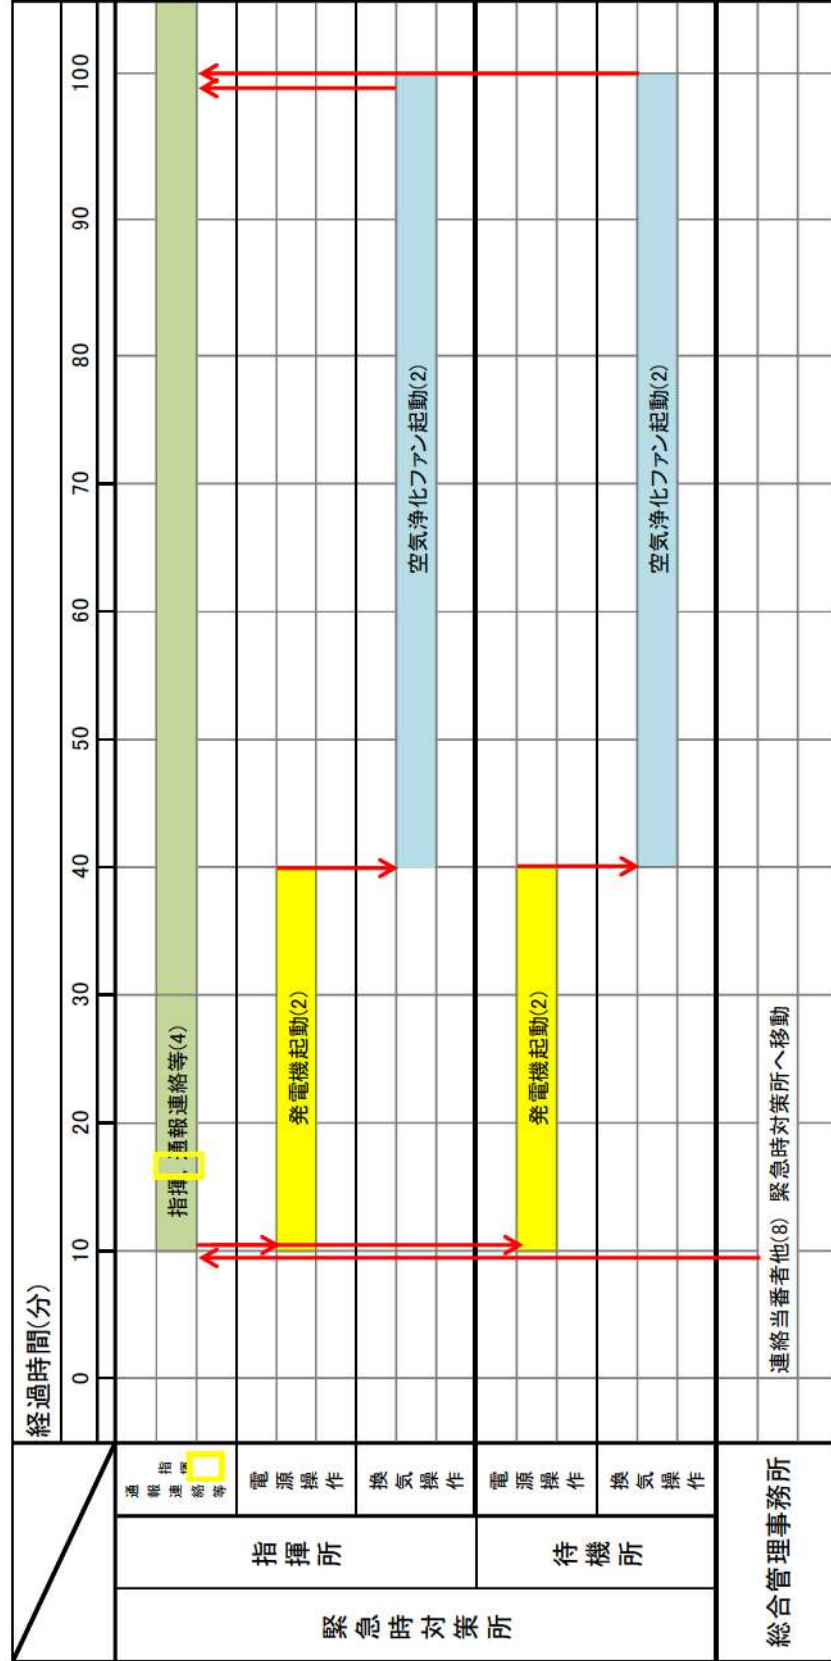 経過時間(分)
0 10 20 30 40 50 60 70 80 90 100
緊急時対策所
指揮所
指揮
通報連絡等
指揮,通報連絡等(4)
電源操作
発電機起動(2)
換気操作
空気浄化ファン起動(2)
待機所
電源操作
発電機起動(2)
換気操作
空気浄化ファン起動(2)
総合管理事務所
連絡当番者他(8) 緊急時対策所へ移動